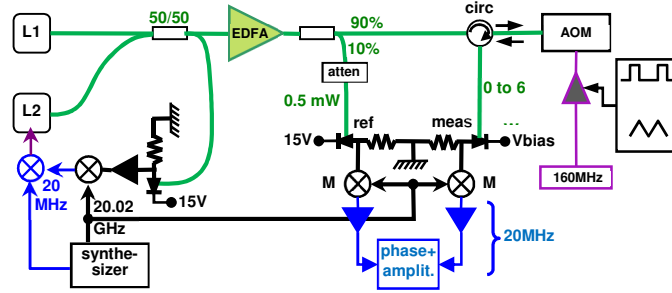 L1
50/50
EDFA
90%
10%
circ
AOM
atten
L2
0.5 mW
0 to 6
...
15V
ref
meas
Vbias
M
M
20
MHz
15V
20.02
GHz
160MHz
synthe-
sizer
phase+
amplit.
20MHz